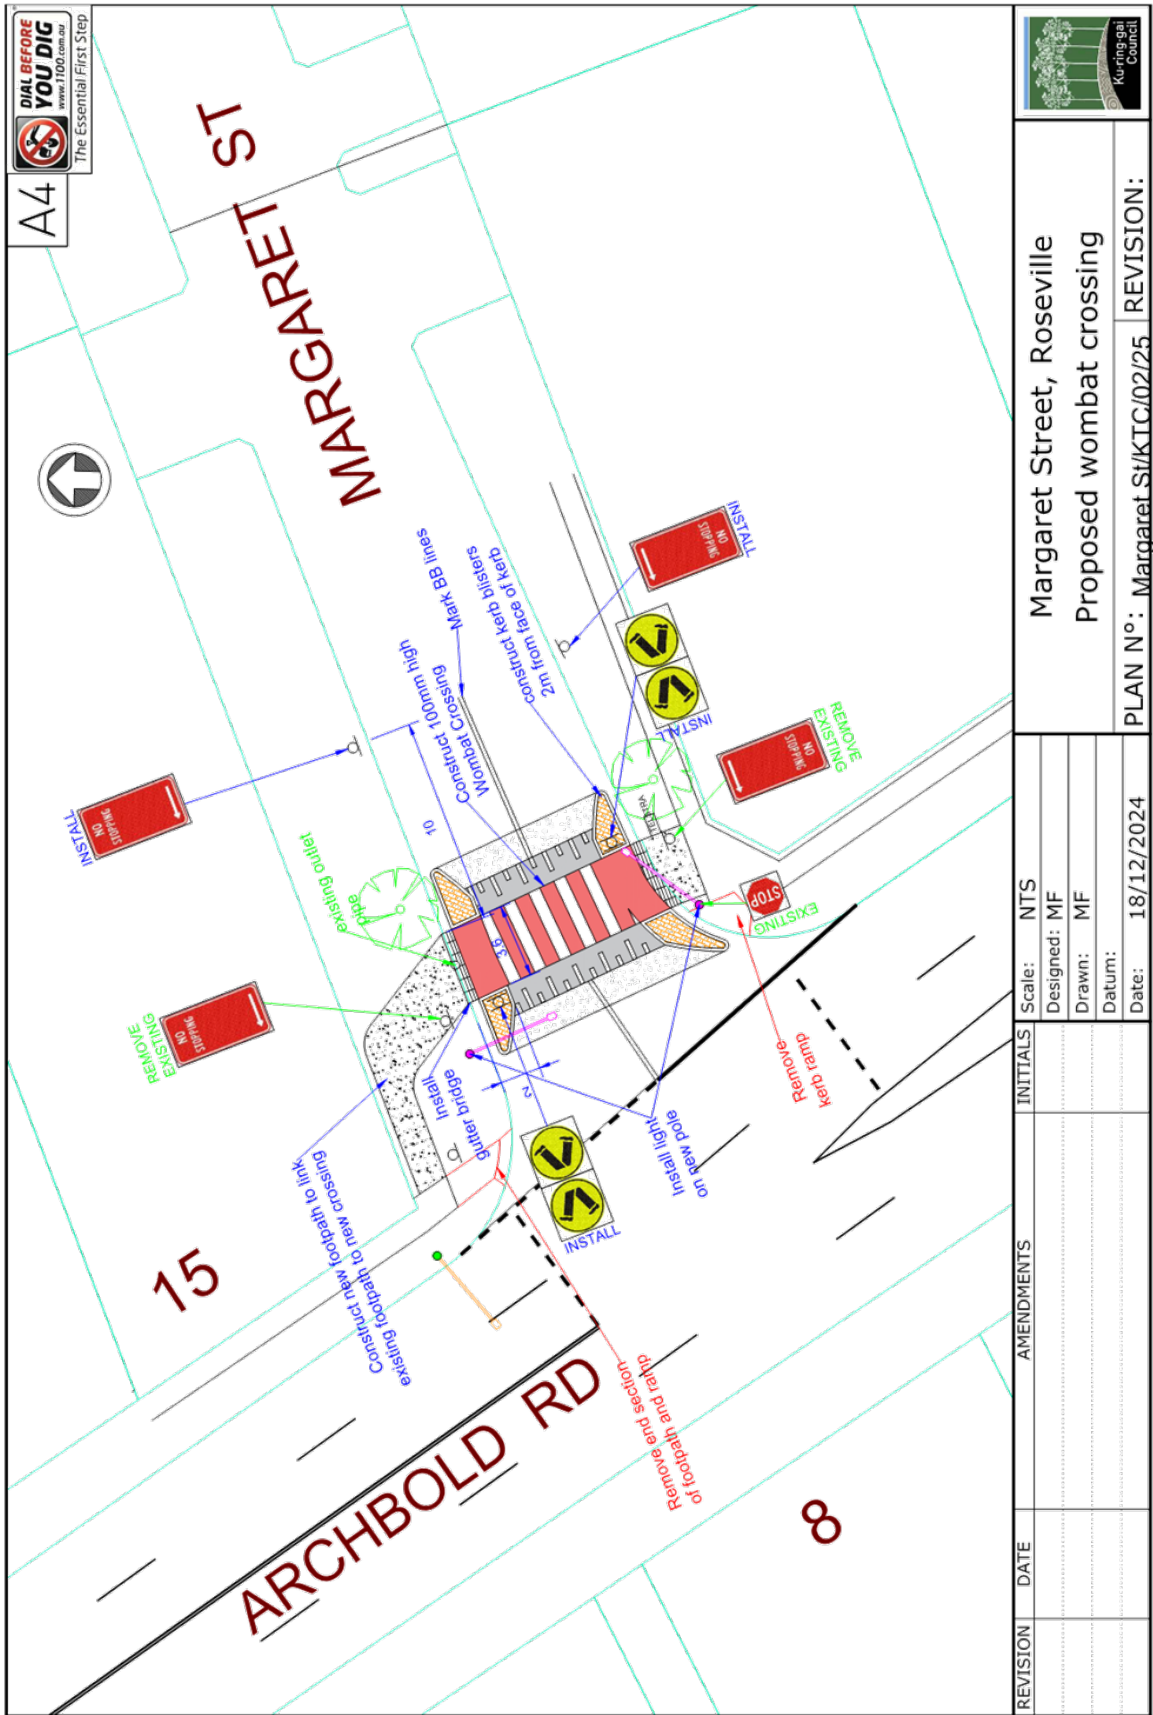 DIAL BEFORE
YOU DIG
www.1100.com.au
The Essential First Step
A4
MARGARET ST
ARCHBOLD RD
15
8
INSTALL
NO
STOPPING
REMOVE
EXISTING
NO
STOPPING
existing outlet
pipe
10
3.6
2
Mark BB lines
Construct 100mm high
Wombat Crossing
construct kerb blisters
2m from face of kerb
INSTALL
NO
STOPPING
INSTALL
REMOVE
EXISTING
NO
STOPPING
TELSTRA
STOP
EXISTING
Construct new footpath to link
existing footpath to new crossing
Install
gutter bridge
INSTALL
Install light
on new pole
Remove
kerb ramp
Remove end section
of footpath and ramp
REVISION
DATE
AMENDMENTS
INITIALS
Scale: NTS
Designed: MF
Drawn: MF
Datum:
Date: 18/12/2024
Margaret Street, Roseville
Proposed wombat crossing
PLAN N°: Margaret St/KTC/02/25
REVISION:
Ku-ring-gai
Council